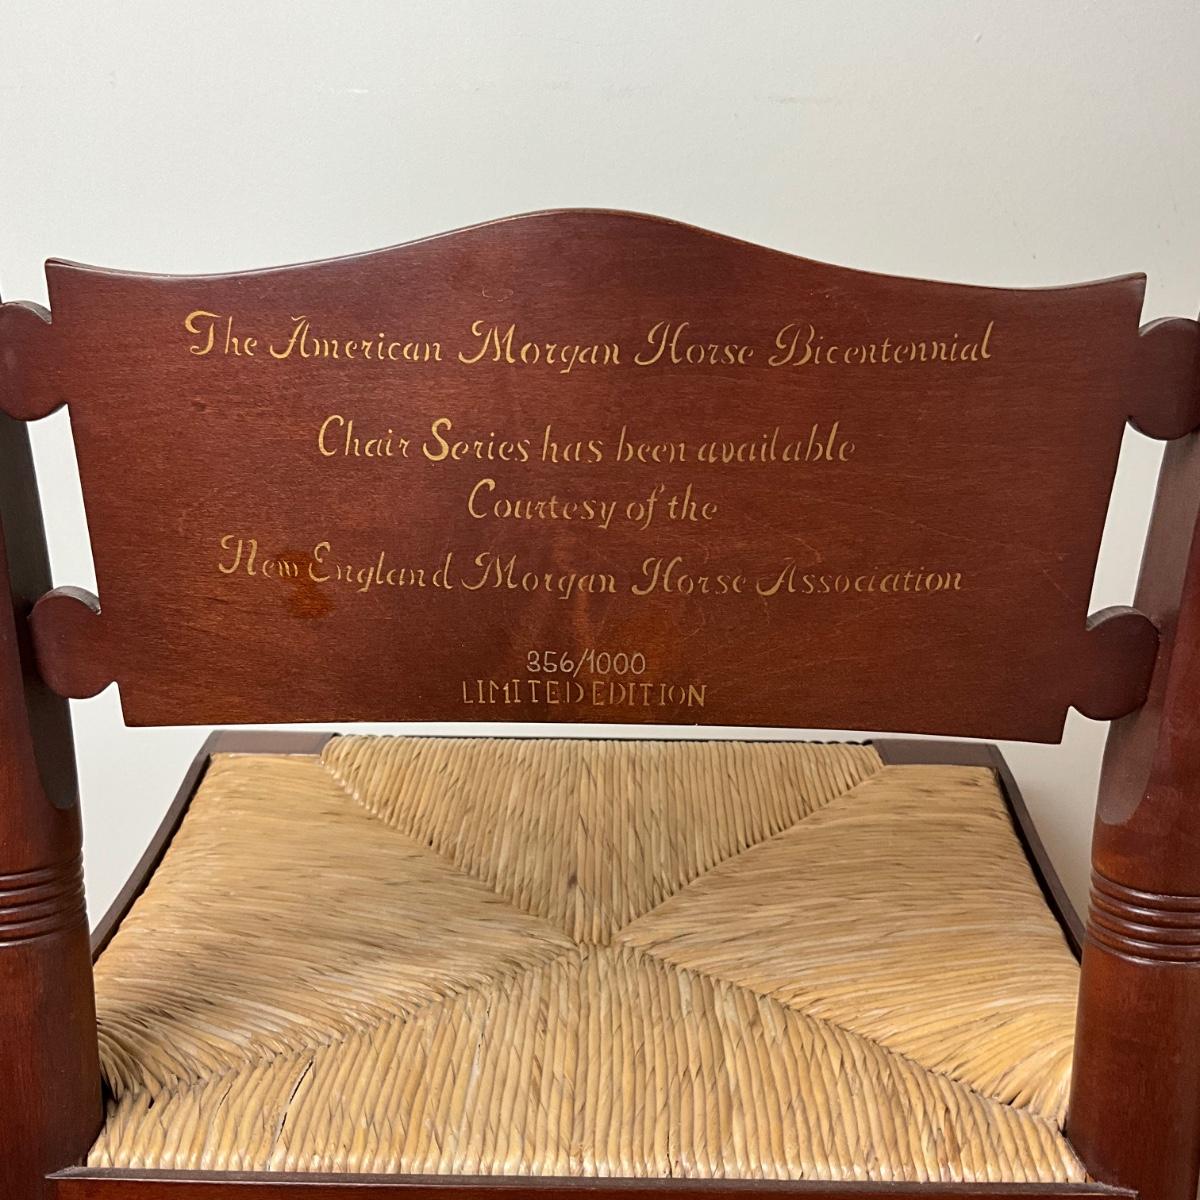 The American Morgan Horse Bicentennial
Chair Series has been available
Courtesy of the
New England Morgan Horse Association
356/1000
LIMITED EDITION